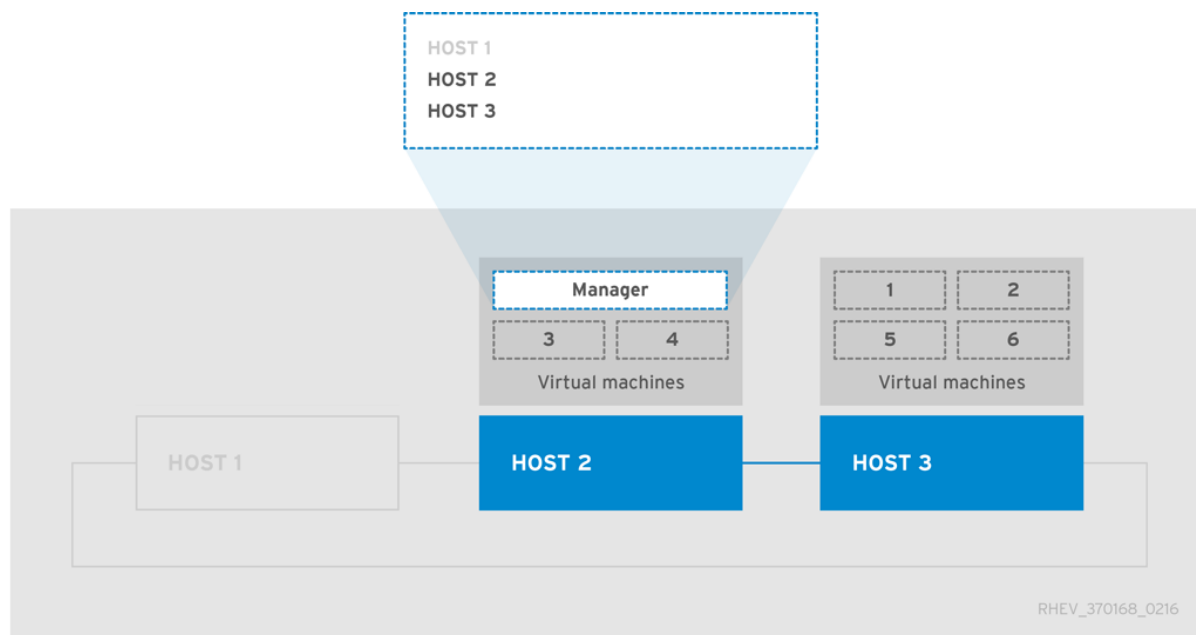 HOST 1
HOST 2
HOST 3
Manager
3 4
Virtual machines
1 2
5 6
Virtual machines
HOST 1
HOST 2
HOST 3
RHEV_370168_0216